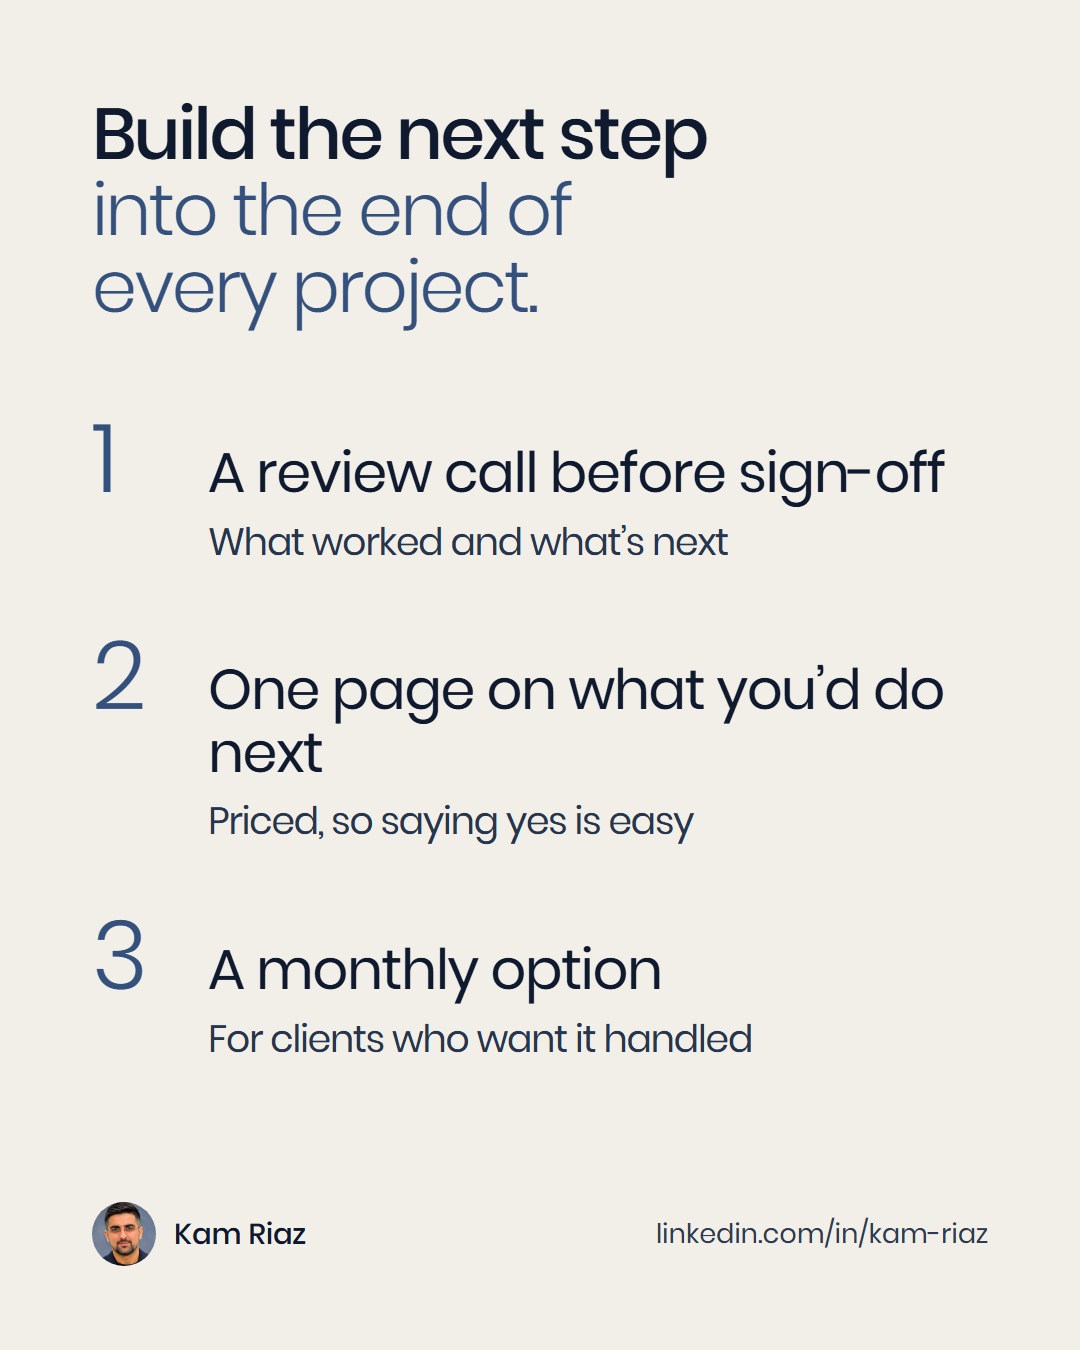 Build the next step
into the end of
every project.
1
A review call before sign-off
What worked and what’s next
2
One page on what you’d do
next
Priced, so saying yes is easy
3
A monthly option
For clients who want it handled
Kam Riaz
linkedin.com/in/kam-riaz